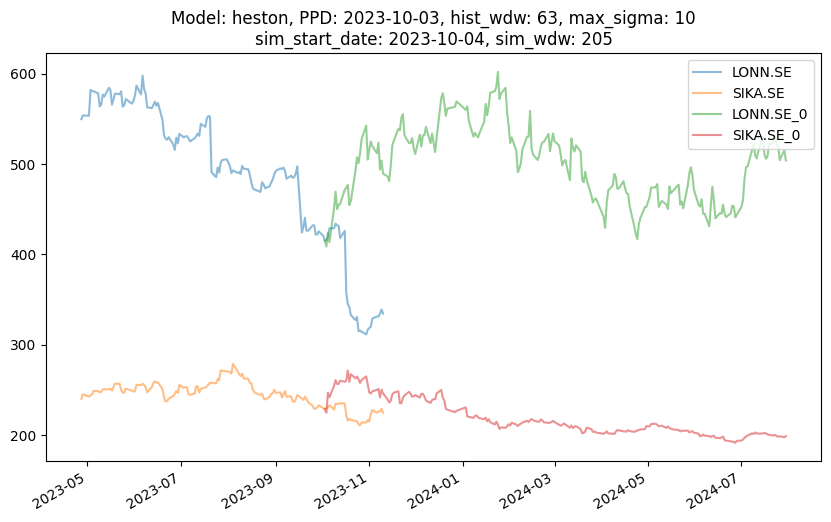 Model: heston, PPD: 2023-10-03, hist_wdw: 63, max_sigma: 10
sim_start_date: 2023-10-04, sim_wdw: 205
LONN.SE
SIKA.SE
LONN.SE_0
SIKA.SE_0
600
500
400
300
200
2023-05
2023-07
2023-09
2023-11
2024-01
2024-03
2024-05
2024-07